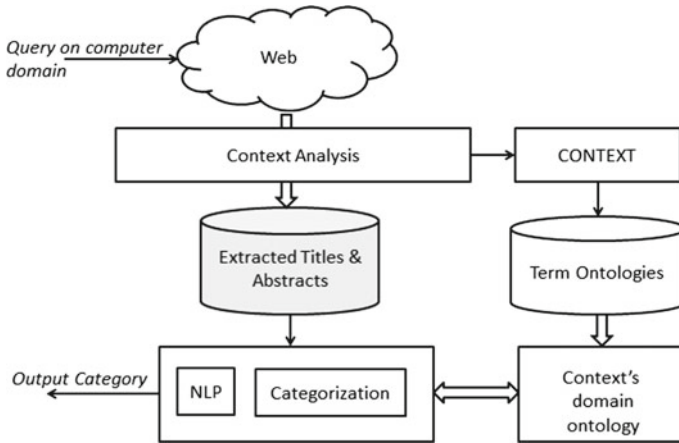 Query on computer
domain
Web
Context Analysis
CONTEXT
Extracted Titles &
Abstracts
Term Ontologies
Output Category
NLP
Categorization
Context's
domain
ontology